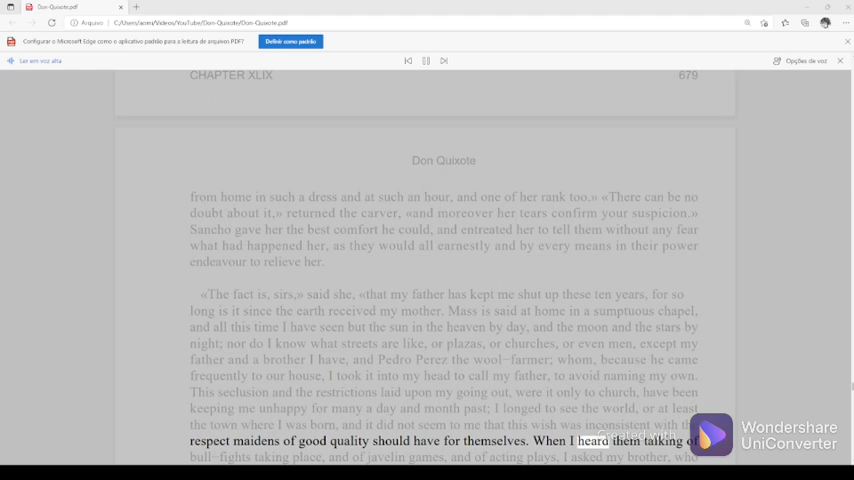 Don-Quixote.pdf
Arquivo
C:/Users/acers/Videos/YouTube/Don-Quixote/Don-Quixote.pdf
Configurar o Microsoft Edge como o aplicativo padrão para a leitura de arquivos PDF?
Definir como padrão
Ler em voz alta
Opções de voz
CHAPTER XLIX 679
Don Quixote
from home in such a dress and at such an hour, and one of her rank too.» «There can be no
doubt about it,» returned the carver, «and moreover her tears confirm your suspicion.»
Sancho gave her the best comfort he could, and entreated her to tell them without any fear
what had happened her, as they would all earnestly and by every means in their power
endeavour to relieve her.
«The fact is, sirs,» said she, «that my father has kept me shut up these ten years, for so
long is it since the earth received my mother. Mass is said at home in a sumptuous chapel,
and all this time I have seen but the sun in the heaven by day, and the moon and the stars by
night; nor do I know what streets are like, or plazas, or churches, or even men, except my
father and a brother I have, and Pedro Perez the wool−farmer; whom, because he came
frequently to our house, I took it into my head to call my father, to avoid naming my own.
This seclusion and the restrictions laid upon my going out, were it only to church, have been
keeping me unhappy for many a day and month past; I longed to see the world, or at least
the town where I was born, and it did not seem to me that this wish was inconsistent with the
respect maidens of good quality should have for themselves. When I heard them talking of
bull−fights taking place, and of javelin games, and of acting plays, I asked my brother, who
Created with
Wondershare
UniConverter